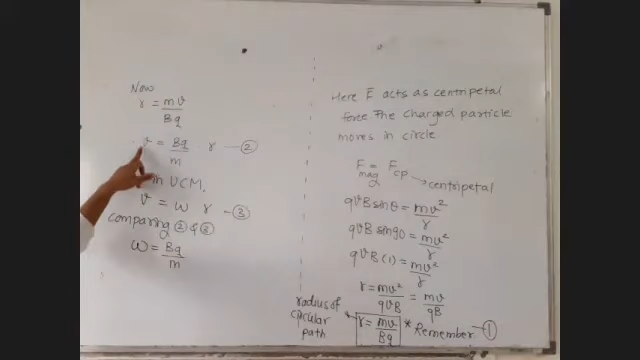 Now
r = mv/Bq
v = Bq/m r — ②
in UCM,
v = ω r — ③
comparing ② & ③
ω = Bq/m
Here F acts as centripetal
force The charged particle
moves in circle.
F mag = F cp → centripetal
qvB sinθ = mv²/r
qvB sin90 = mv²/r
qvB(1) = mv²/r
r = mv²/qvB = mv/qB
radius of circular path r = mv/Bq * Remember — ①